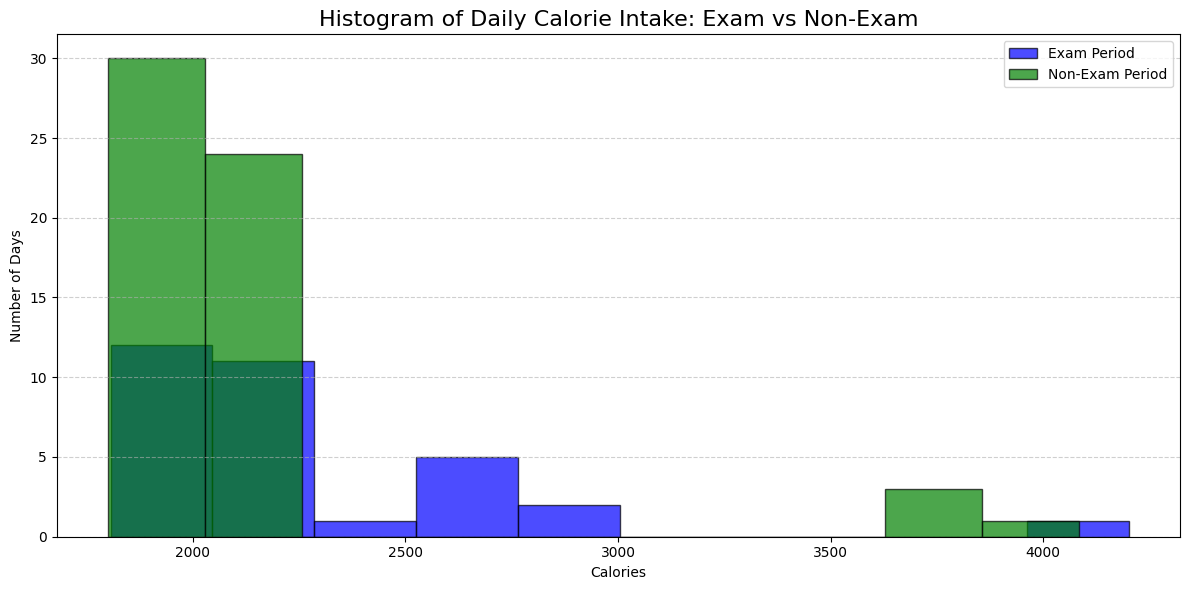 Histogram of Daily Calorie Intake: Exam vs Non-Exam
Exam Period
Non-Exam Period
30
25
20
15
10
5
0
Number of Days
2000
2500
3000
3500
4000
Calories